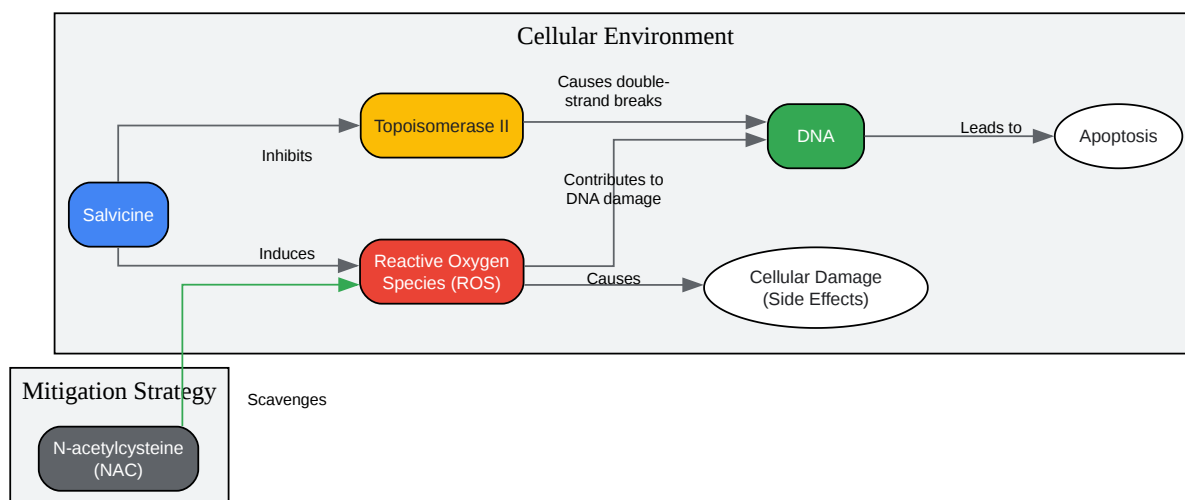 Cellular Environment
Causes double-
strand breaks
Topoisomerase II
DNA
Leads to
Apoptosis
Inhibits
Contributes to
DNA damage
Salvicine
Induces
Reactive Oxygen
Species (ROS)
Causes
Cellular Damage
(Side Effects)
Mitigation Strategy
Scavenges
N-acetylcysteine
(NAC)